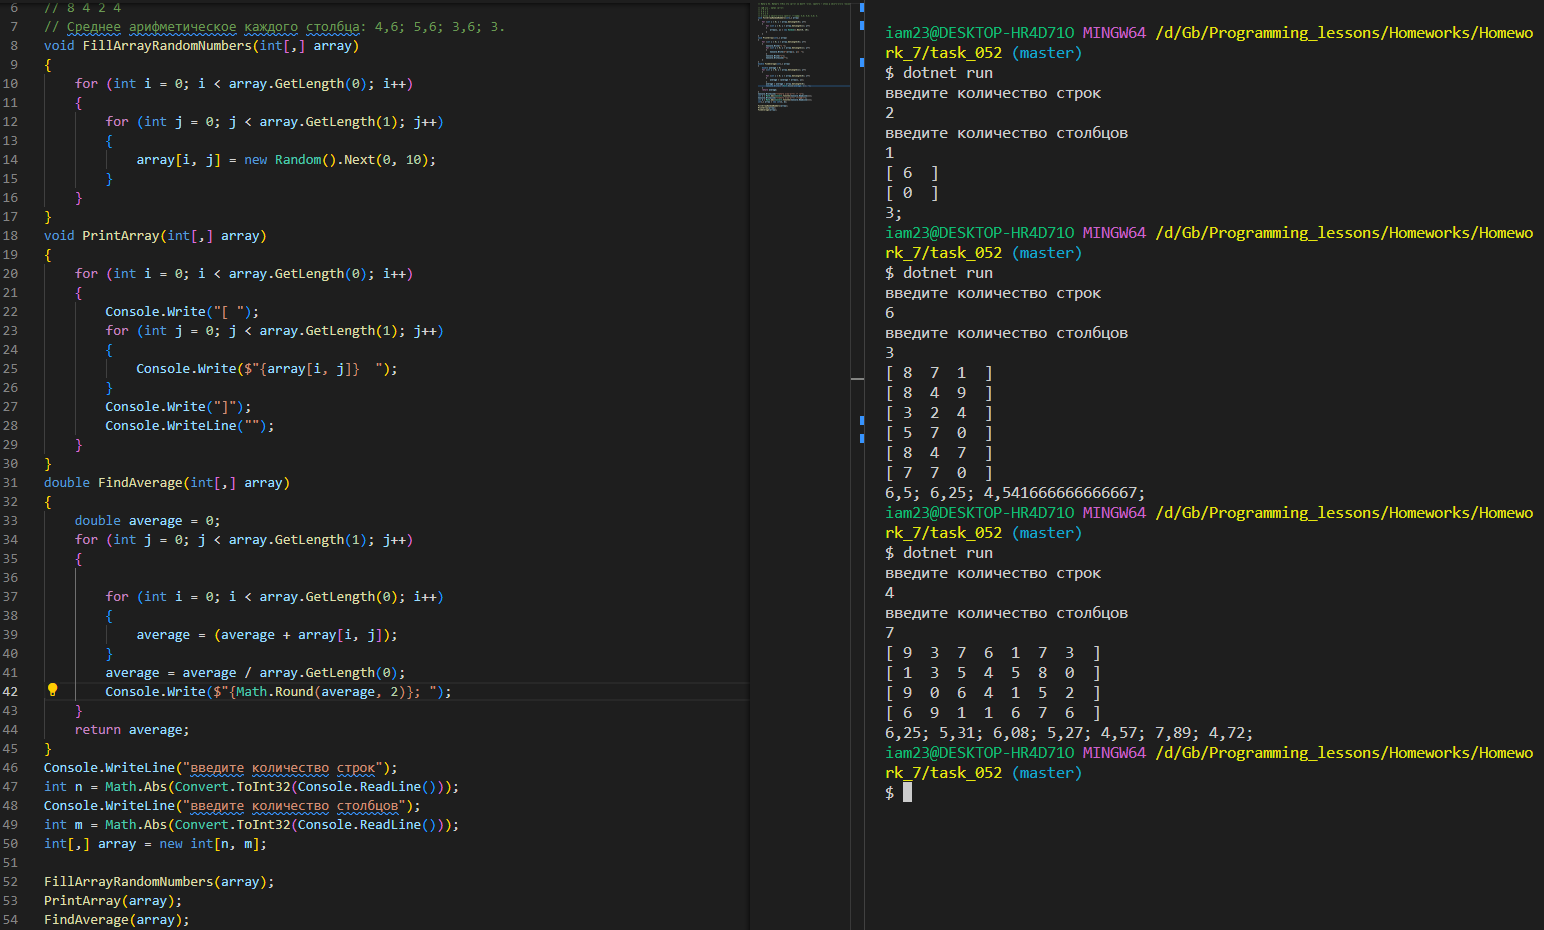 6 // 8 4 2 4
7 // Среднее арифметическое каждого столбца: 4,6; 5,6; 3,6; 3.
8 void FillArrayRandomNumbers(int[,] array)
9 {
10 for (int i = 0; i < array.GetLength(0); i++)
11 {
12 for (int j = 0; j < array.GetLength(1); j++)
13 {
14 array[i, j] = new Random().Next(0, 10);
15 }
16 }
17 }
18 void PrintArray(int[,] array)
19 {
20 for (int i = 0; i < array.GetLength(0); i++)
21 {
22 Console.Write("[ ");
23 for (int j = 0; j < array.GetLength(1); j++)
24 {
25 Console.Write($"{array[i, j]}  ");
26 }
27 Console.Write("]");
28 Console.WriteLine("");
29 }
30 }
31 double FindAverage(int[,] array)
32 {
33 double average = 0;
34 for (int j = 0; j < array.GetLength(1); j++)
35 {
36
37 for (int i = 0; i < array.GetLength(0); i++)
38 {
39 average = (average + array[i, j]);
40 }
41 average = average / array.GetLength(0);
42 Console.Write($"{Math.Round(average, 2)}; ");
43 }
44 return average;
45 }
46 Console.WriteLine("введите количество строк");
47 int n = Math.Abs(Convert.ToInt32(Console.ReadLine()));
48 Console.WriteLine("введите количество столбцов");
49 int m = Math.Abs(Convert.ToInt32(Console.ReadLine()));
50 int[,] array = new int[n, m];
51
52 FillArrayRandomNumbers(array);
53 PrintArray(array);
54 FindAverage(array);
iam23@DESKTOP-HR4D71O MINGW64 /d/Gb/Programming_lessons/Homeworks/Homewo
rk_7/task_052 (master)
$ dotnet run
введите количество строк
2
введите количество столбцов
1
[ 6  ]
[ 0  ]
3;
iam23@DESKTOP-HR4D71O MINGW64 /d/Gb/Programming_lessons/Homeworks/Homewo
rk_7/task_052 (master)
$ dotnet run
введите количество строк
6
введите количество столбцов
3
[ 8  7  1  ]
[ 8  4  9  ]
[ 3  2  4  ]
[ 5  7  0  ]
[ 8  4  7  ]
[ 7  7  0  ]
6,5; 6,25; 4,541666666666667;
iam23@DESKTOP-HR4D71O MINGW64 /d/Gb/Programming_lessons/Homeworks/Homewo
rk_7/task_052 (master)
$ dotnet run
введите количество строк
4
введите количество столбцов
7
[ 9  3  7  6  1  7  3  ]
[ 1  3  5  4  5  8  0  ]
[ 9  0  6  4  1  5  2  ]
[ 6  9  1  1  6  7  6  ]
6,25; 5,31; 6,08; 5,27; 4,57; 7,89; 4,72;
iam23@DESKTOP-HR4D71O MINGW64 /d/Gb/Programming_lessons/Homeworks/Homewo
rk_7/task_052 (master)
$